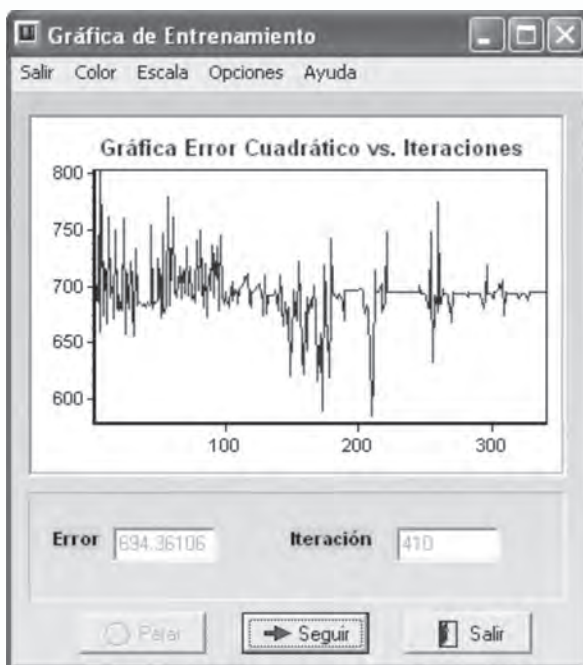 Gráfica de Entrenamiento
Salir Color Escala Opciones Ayuda
Gráfica Error Cuadrático vs. Iteraciones
800
750
700
650
600
100 200 300
Error 694.36106 Iteración 410
Parar Seguir Salir